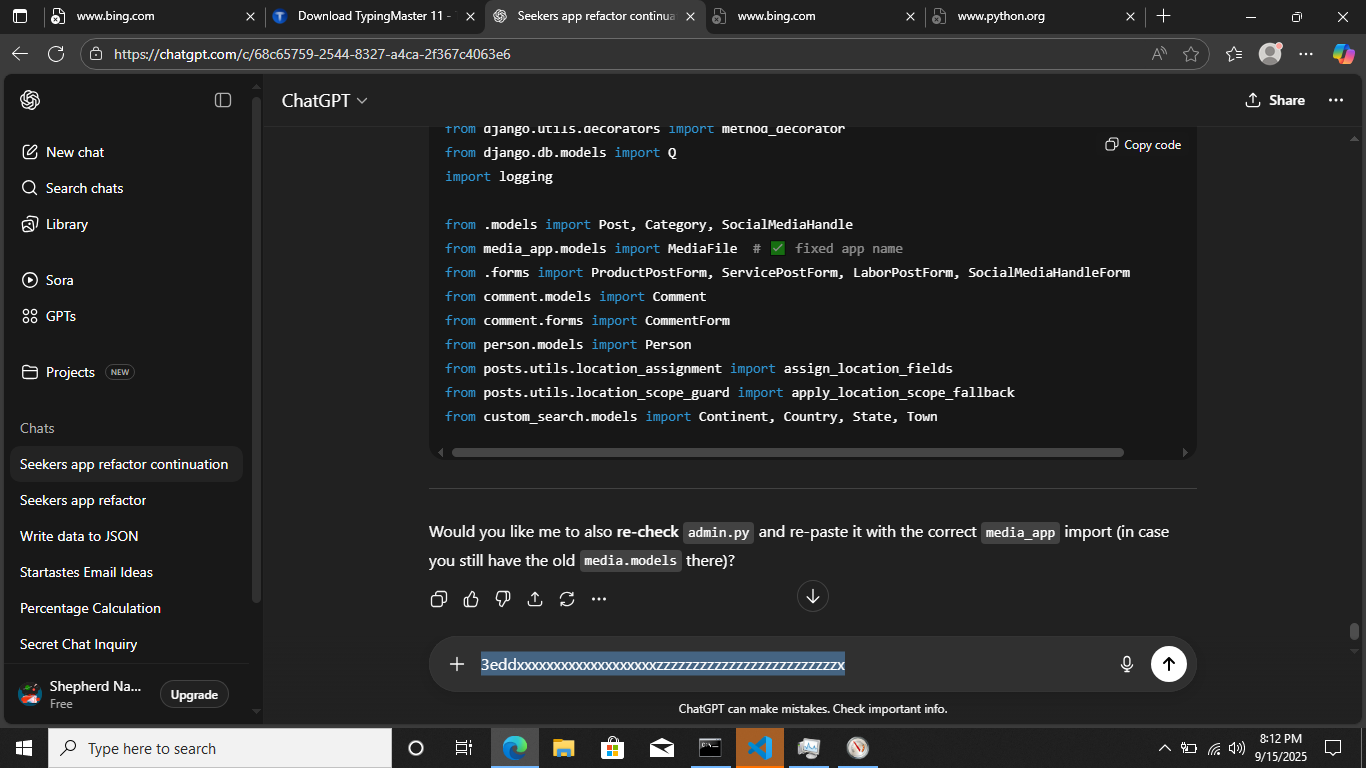 www.bing.com
Download TypingMaster 11 -
Seekers app refactor continua
www.bing.com
www.python.org
https://chatgpt.com/c/68c65759-2544-8327-a4ca-2f367c4063e6
ChatGPT
Share
New chat
Search chats
Library
Sora
GPTs
Projects NEW
Chats
Seekers app refactor continuation
Seekers app refactor
Write data to JSON
Startastes Email Ideas
Percentage Calculation
Secret Chat Inquiry
Shepherd Na...
Free
Upgrade
from django.utils.decorators import method_decorator
Copy code
from django.db.models import Q
import logging
from .models import Post, Category, SocialMediaHandle
from media_app.models import MediaFile # ✅ fixed app name
from .forms import ProductPostForm, ServicePostForm, LaborPostForm, SocialMediaHandleForm
from comment.models import Comment
from comment.forms import CommentForm
from person.models import Person
from posts.utils.location_assignment import assign_location_fields
from posts.utils.location_scope_guard import apply_location_scope_fallback
from custom_search.models import Continent, Country, State, Town
Would you like me to also re-check admin.py and re-paste it with the correct media_app import (in case
you still have the old media.models there)?
ChatGPT can make mistakes. Check important info.
Type here to search
8:12 PM
9/15/2025